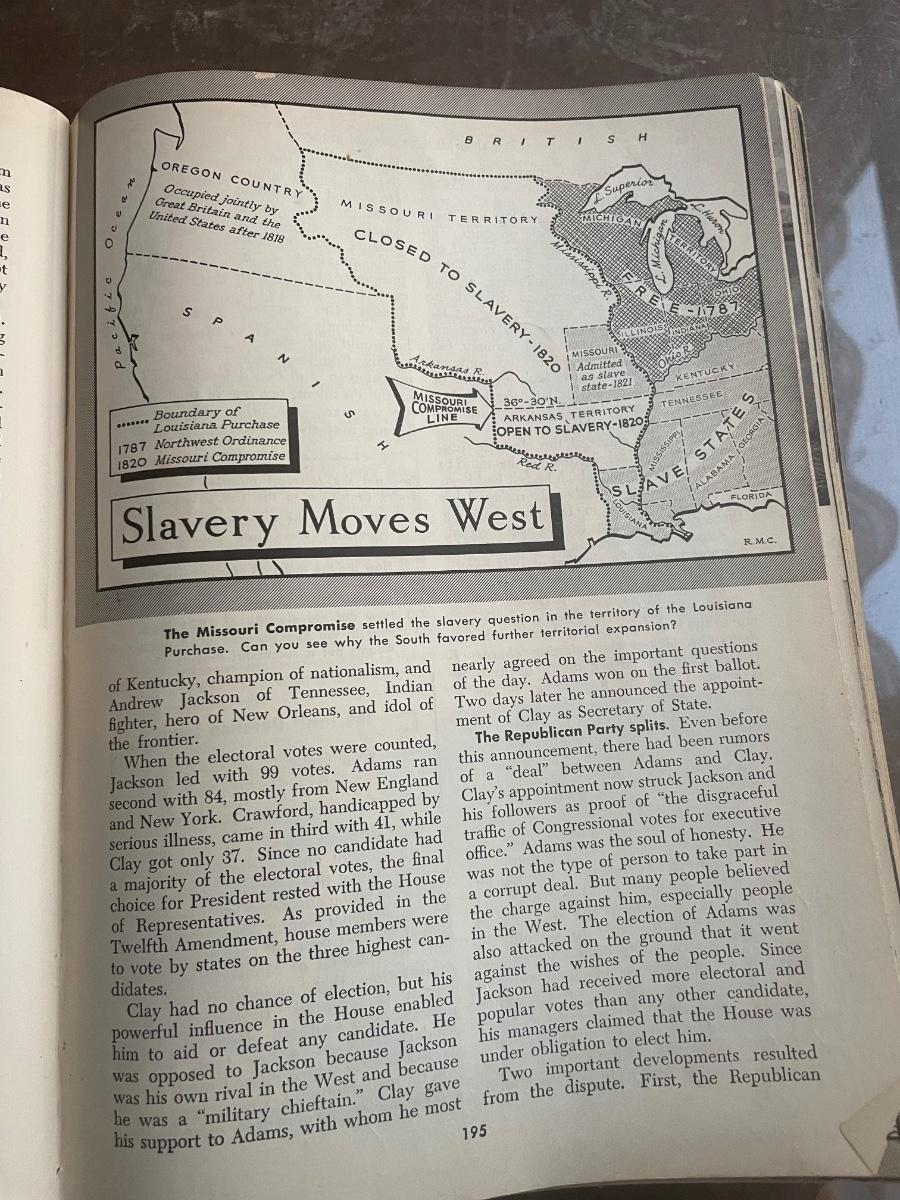 BRITISH
OREGON COUNTRY
Occupied jointly by
Great Britain and the
United States after 1818
Pacific Ocean
MISSOURI TERRITORY
CLOSED TO SLAVERY-1820
L. Superior
MICHIGAN
TERRITORY
L. Michigan
L. Huron
Mississippi R.
FREE-1787
OHIO
ILLINOIS
INDIANA
Ohio R.
SPANISH
MISSOURI
Admitted
as slave
state-1821
KENTUCKY
TENNESSEE
Arkansas R.
MISSOURI
COMPROMISE
LINE
36°-30'N.
ARKANSAS TERRITORY
OPEN TO SLAVERY-1820
Red R.
SLAVE STATES
MISSISSIPPI
ALABAMA
GEORGIA
LOUISIANA
FLORIDA
Boundary of
Louisiana Purchase
1787 Northwest Ordinance
1820 Missouri Compromise
Slavery Moves West
R.M.C.
The Missouri Compromise settled the slavery question in the territory of the Louisiana
Purchase. Can you see why the South favored further territorial expansion?
of Kentucky, champion of nationalism, and
Andrew Jackson of Tennessee, Indian
fighter, hero of New Orleans, and idol of
the frontier.
When the electoral votes were counted,
Jackson led with 99 votes. Adams ran
second with 84, mostly from New England
and New York. Crawford, handicapped by
serious illness, came in third with 41, while
Clay got only 37. Since no candidate had
a majority of the electoral votes, the final
choice for President rested with the House
of Representatives. As provided in the
Twelfth Amendment, house members were
to vote by states on the three highest can-
didates.
Clay had no chance of election, but his
powerful influence in the House enabled
him to aid or defeat any candidate. He
was opposed to Jackson because Jackson
was his own rival in the West and because
he was a “military chieftain.” Clay gave
his support to Adams, with whom he most
nearly agreed on the important questions
of the day. Adams won on the first ballot.
Two days later he announced the appoint-
ment of Clay as Secretary of State.
The Republican Party splits. Even before
this announcement, there had been rumors
of a “deal” between Adams and Clay.
Clay’s appointment now struck Jackson and
his followers as proof of “the disgraceful
traffic of Congressional votes for executive
office.” Adams was the soul of honesty. He
was not the type of person to take part in
a corrupt deal. But many people believed
the charge against him, especially people
in the West. The election of Adams was
also attacked on the ground that it went
against the wishes of the people. Since
Jackson had received more electoral and
popular votes than any other candidate,
his managers claimed that the House was
under obligation to elect him.
Two important developments resulted
from the dispute. First, the Republican
195